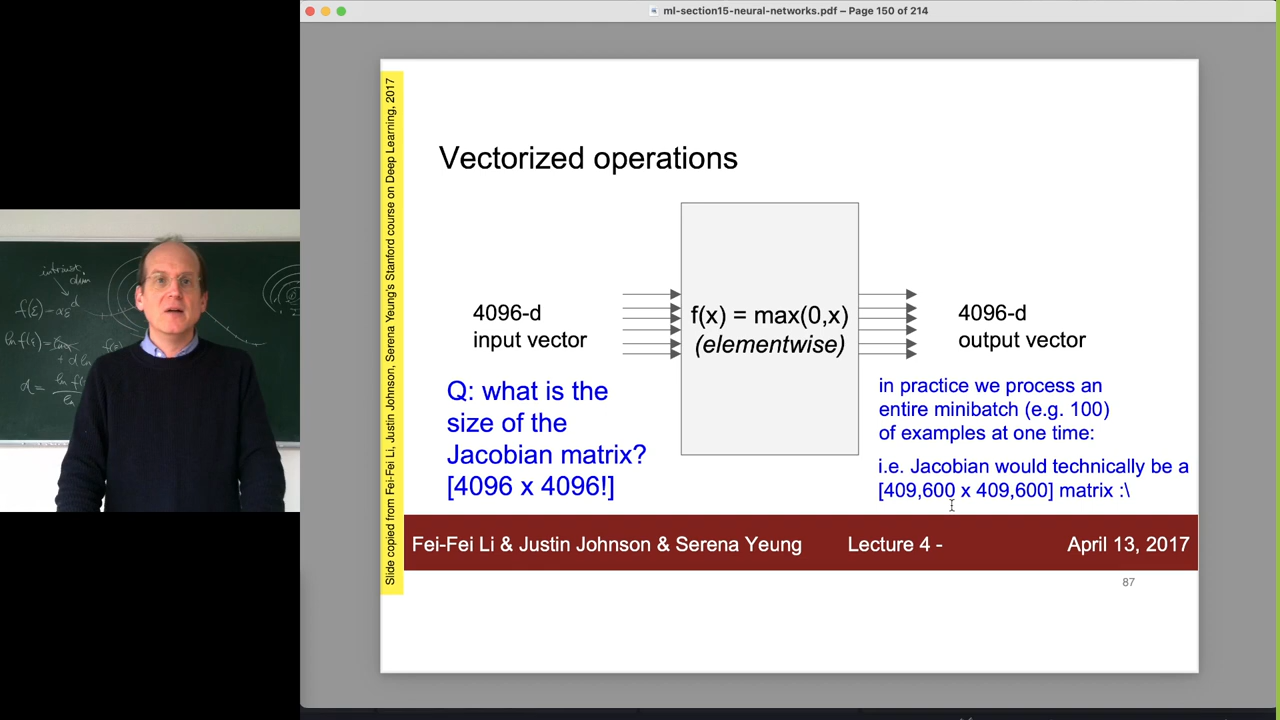 ml-section15-neural-networks.pdf – Page 150 of 214
Slide copied from Fei-Fei Li, Justin Johnson, Serena Yeung's Stanford course on Deep Learning, 2017
Vectorized operations
4096-d
input vector
f(x) = max(0,x)
(elementwise)
4096-d
output vector
Q: what is the
size of the
Jacobian matrix?
[4096 x 4096!]
in practice we process an
entire minibatch (e.g. 100)
of examples at one time:
i.e. Jacobian would technically be a
[409,600 x 409,600] matrix :\
Fei-Fei Li & Justin Johnson & Serena Yeung
Lecture 4 -
April 13, 2017
87
intrinsic
dim